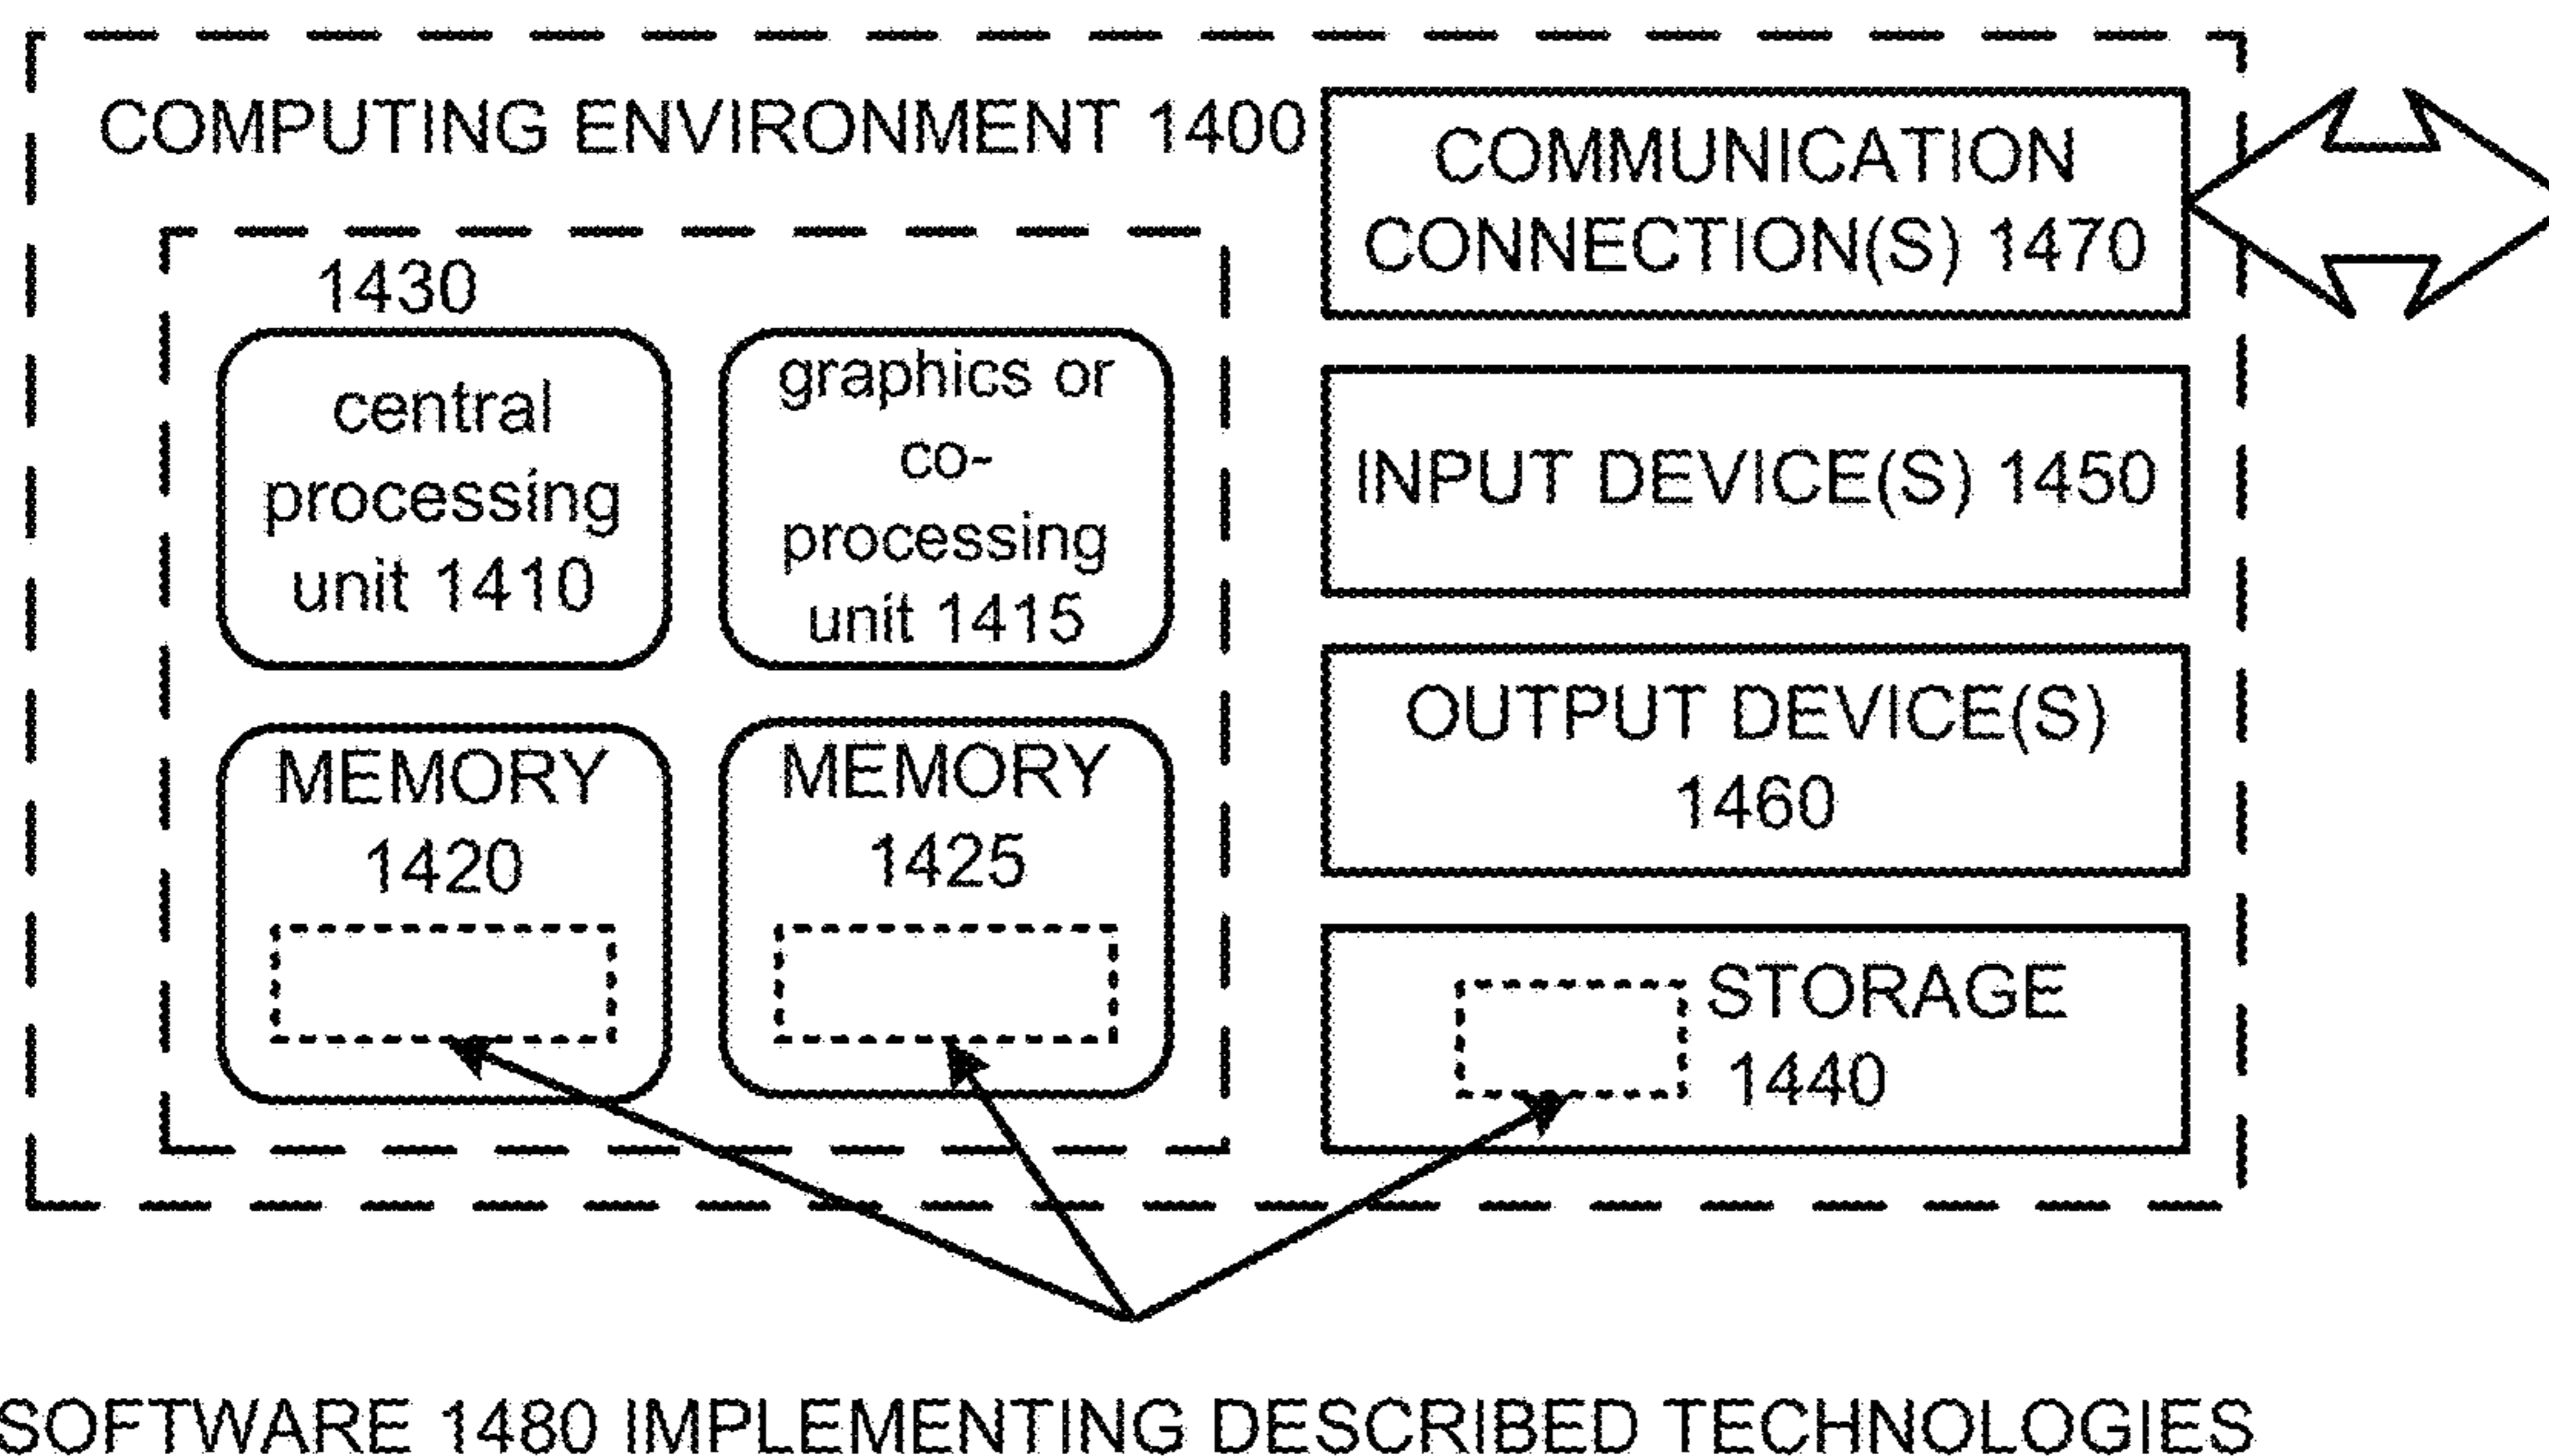 COMPUTING ENVIRONMENT 1400
1430
central
processing
unit 1410
graphics or
co-
processing
unit 1415
MEMORY
1420
MEMORY
1425
COMMUNICATION
CONNECTION(S) 1470
INPUT DEVICE(S) 1450
OUTPUT DEVICE(S)
1460
STORAGE
1440
SOFTWARE 1480 IMPLEMENTING DESCRIBED TECHNOLOGIES